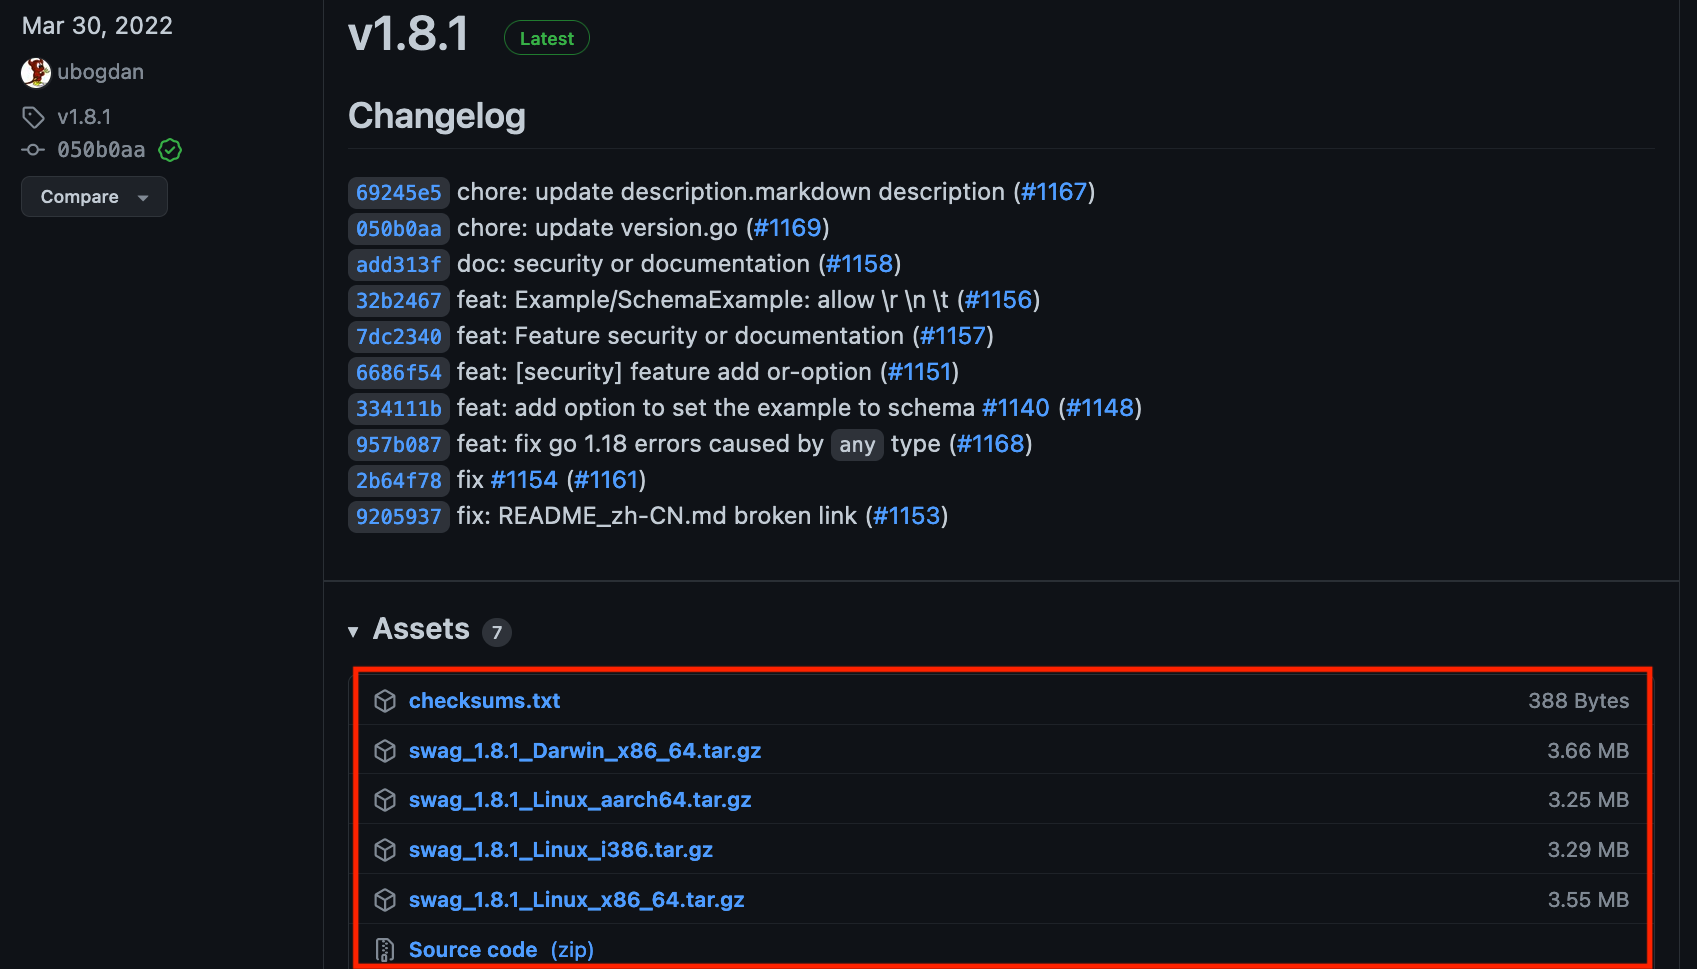 Mar 30, 2022
ubogdan
v1.8.1
050b0aa
Compare
v1.8.1 Latest
Changelog
69245e5 chore: update description.markdown description (#1167)
050b0aa chore: update version.go (#1169)
add313f doc: security or documentation (#1158)
32b2467 feat: Example/SchemaExample: allow \r \n \t (#1156)
7dc2340 feat: Feature security or documentation (#1157)
6686f54 feat: [security] feature add or-option (#1151)
334111b feat: add option to set the example to schema #1140 (#1148)
957b087 feat: fix go 1.18 errors caused by any type (#1168)
2b64f78 fix #1154 (#1161)
9205937 fix: README_zh-CN.md broken link (#1153)
Assets 7
checksums.txt 388 Bytes
swag_1.8.1_Darwin_x86_64.tar.gz 3.66 MB
swag_1.8.1_Linux_aarch64.tar.gz 3.25 MB
swag_1.8.1_Linux_i386.tar.gz 3.29 MB
swag_1.8.1_Linux_x86_64.tar.gz 3.55 MB
Source code (zip)